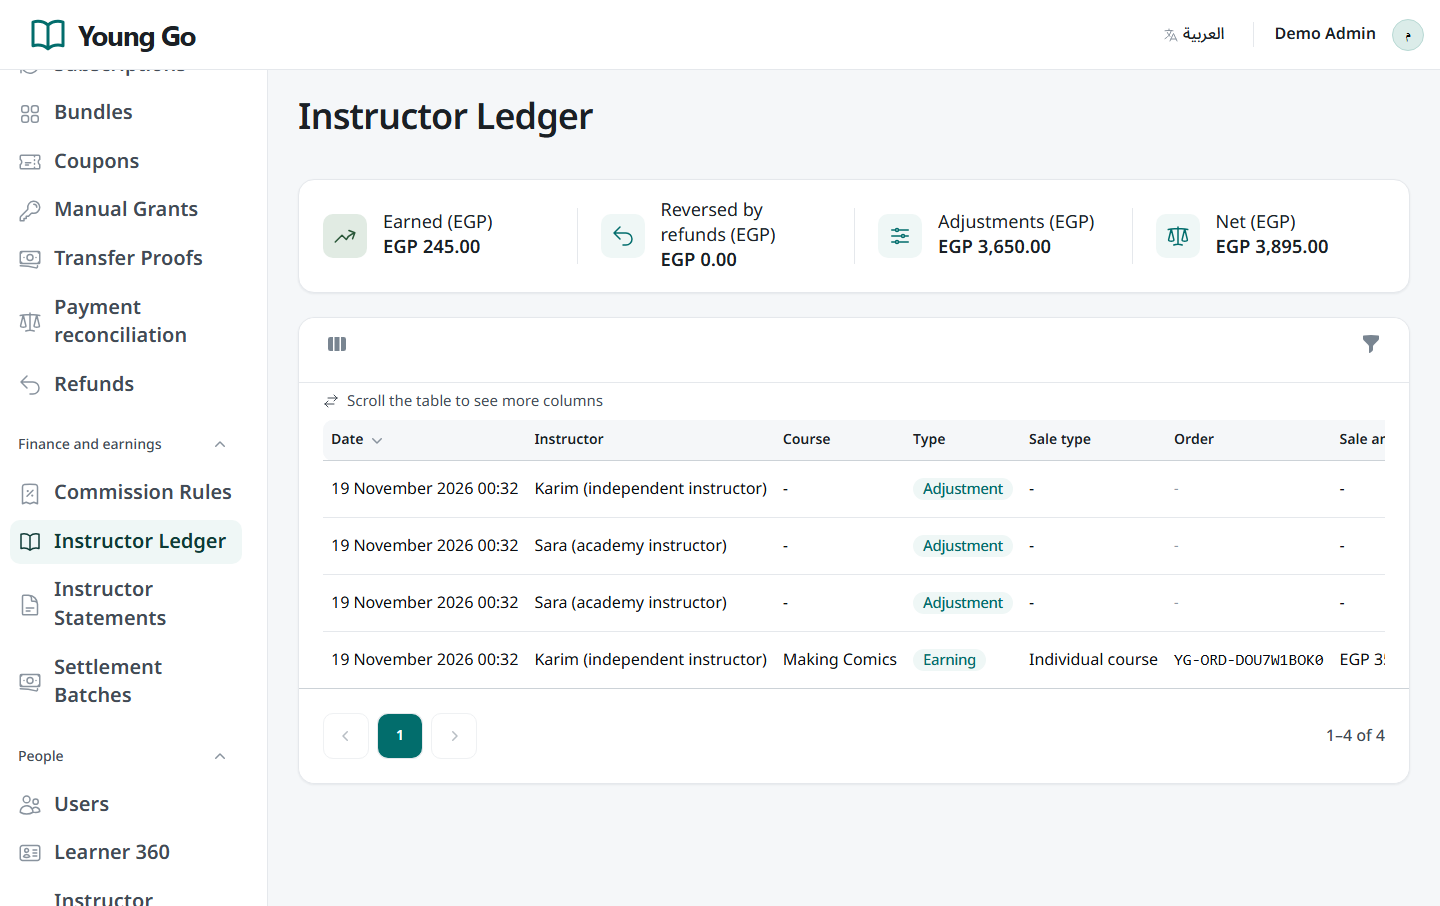 Young Go
العربية
Demo Admin
م
Subscriptions
Bundles
Coupons
Manual Grants
Transfer Proofs
Payment
reconciliation
Refunds
Finance and earnings
Commission Rules
Instructor Ledger
Instructor
Statements
Settlement
Batches
People
Users
Learner 360
Instructor
Instructor Ledger
Earned (EGP)
EGP 245.00
Reversed by
refunds (EGP)
EGP 0.00
Adjustments (EGP)
EGP 3,650.00
Net (EGP)
EGP 3,895.00
Scroll the table to see more columns
Date Instructor Course Type Sale type Order Sale
19 November 2026 00:32 Karim (independent instructor) - Adjustment - - -
19 November 2026 00:32 Sara (academy instructor) - Adjustment - - -
19 November 2026 00:32 Sara (academy instructor) - Adjustment - - -
19 November 2026 00:32 Karim (independent instructor) Making Comics Earning Individual course YG-ORD-DOU7W1BOK0 EGP
1
1–4 of 4